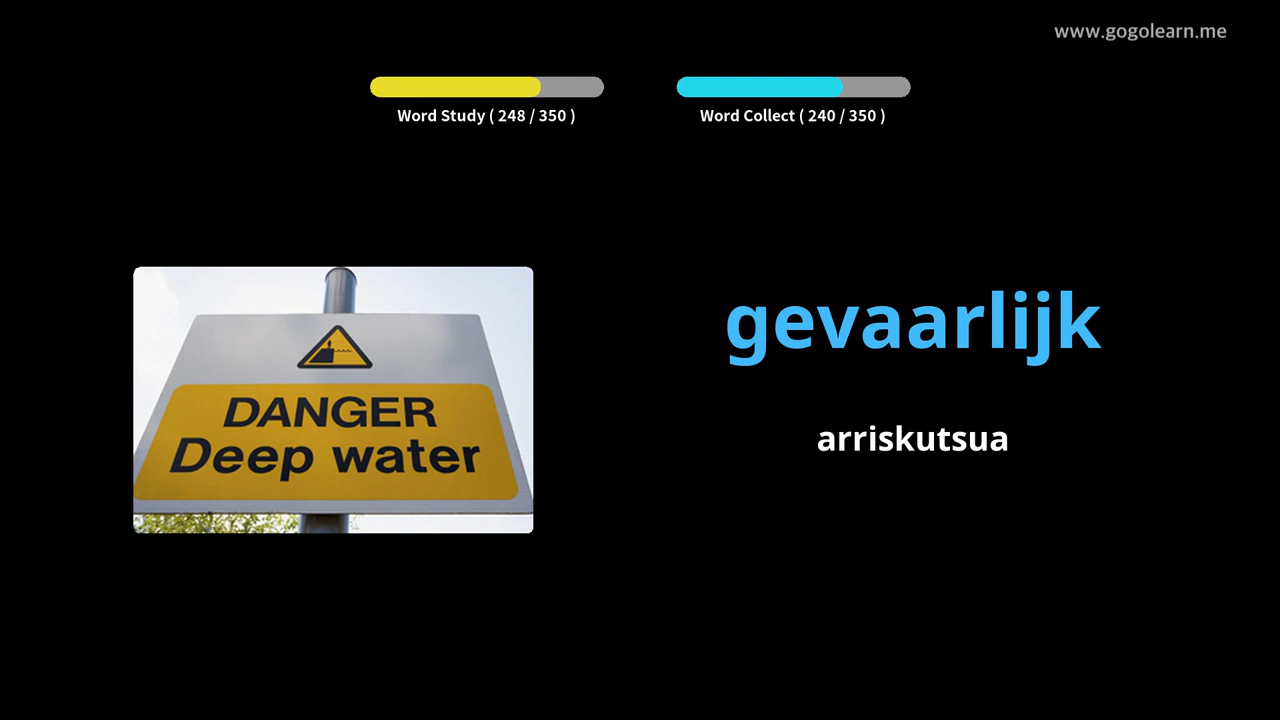 www.gogolearn.me
Word Study ( 248 / 350 )
Word Collect ( 240 / 350 )
DANGER
Deep water
gevaarlijk
arriskutsua